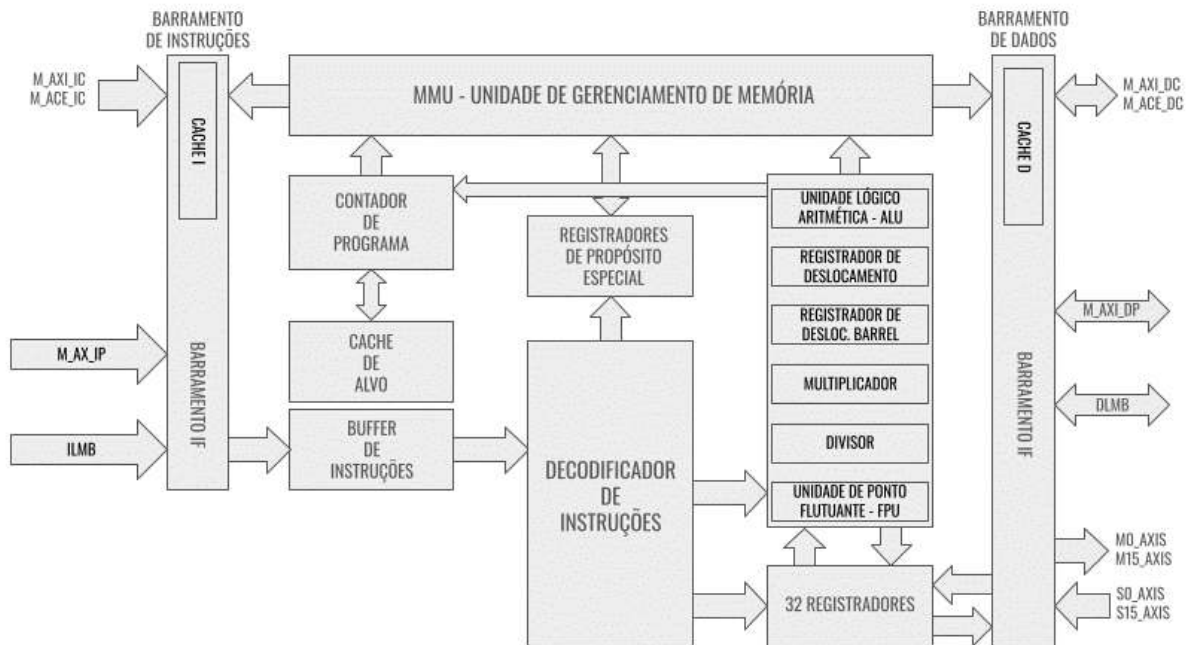 BARRAMENTO
DE INSTRUÇÕES
BARRAMENTO
DE DADOS
M_AXI_IC
M_ACE_IC
CACHE I
MMU - UNIDADE DE GERENCIAMENTO DE MEMÓRIA
CACHE D
M_AXI_DC
M_ACE_DC
CONTADOR
DE
PROGRAMA
REGISTRADORES
DE PROPÓSITO
ESPECIAL
UNIDADE LÓGICO
ARITMÉTICA - ALU
REGISTRADOR DE
DESLOCAMENTO
REGISTRADOR DE
DESLOC. BARREL
MULTIPLICADOR
DIVISOR
UNIDADE DE PONTO
FLUTUANTE - FPU
M_AXI_DP
M_AX_IP
BARRAMENTO IF
CACHE
DE
ALVO
BARRAMENTO IF
DLMB
ILMB
BUFFER
DE
INSTRUÇÕES
DECODIFICADOR
DE
INSTRUÇÕES
32 REGISTRADORES
M0_AXIS
M15_AXIS
S0_AXIS
S15_AXIS